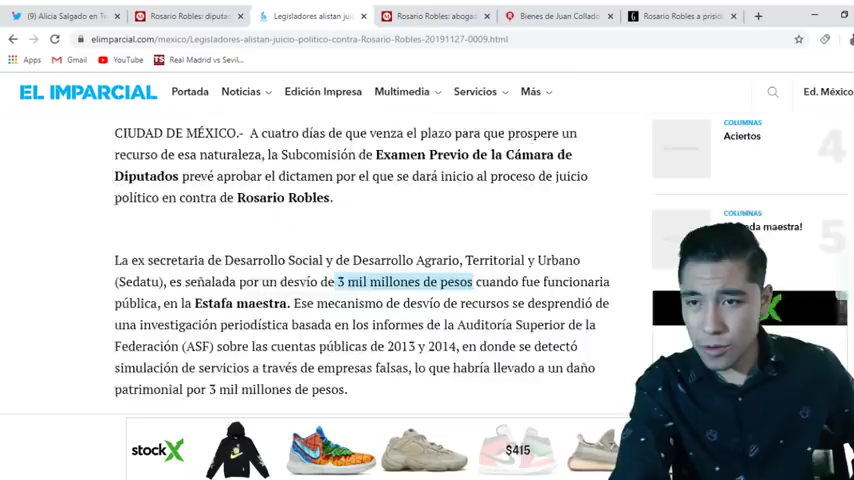 (9) Alicia Salgado en T
Rosario Robles: diputad
Legisladores alistan juic
Rosario Robles: abogad
Bienes de Juan Collado
Rosario Robles a prisió
elimparcial.com/mexico/Legisladores-alistan-juicio-politico-contra-Rosario-Robles-20191127-0009.html
Apps
Gmail
YouTube
Real Madrid vs Sevil...
EL IMPARCIAL
Portada
Noticias
Edición Impresa
Multimedia
Servicios
Más
Ed. México
CIUDAD DE MÉXICO.- A cuatro días de que venza el plazo para que prospere un
recurso de esa naturaleza, la Subcomisión de Examen Previo de la Cámara de
Diputados prevé aprobar el dictamen por el que se dará inicio al proceso de juicio
político en contra de Rosario Robles.
La ex secretaria de Desarrollo Social y de Desarrollo Agrario, Territorial y Urbano
(Sedatu), es señalada por un desvío de 3 mil millones de pesos cuando fue funcionaria
pública, en la Estafa maestra. Ese mecanismo de desvío de recursos se desprendió de
una investigación periodística basada en los informes de la Auditoría Superior de la
Federación (ASF) sobre las cuentas públicas de 2013 y 2014, en donde se detectó
simulación de servicios a través de empresas falsas, lo que habría llevado a un daño
patrimonial por 3 mil millones de pesos.
COLUMNAS
Aciertos
4
COLUMNAS
maestra!
5
X
stockX
$415